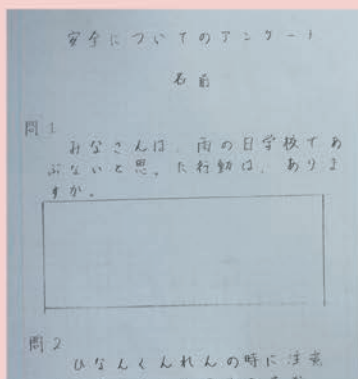 安全についてのアンケート
名前
問1
みなさんは、雨の日学校であ
ぶないと思った行動は、ありま
すか。
問2
ひなんくんれんの時に注意